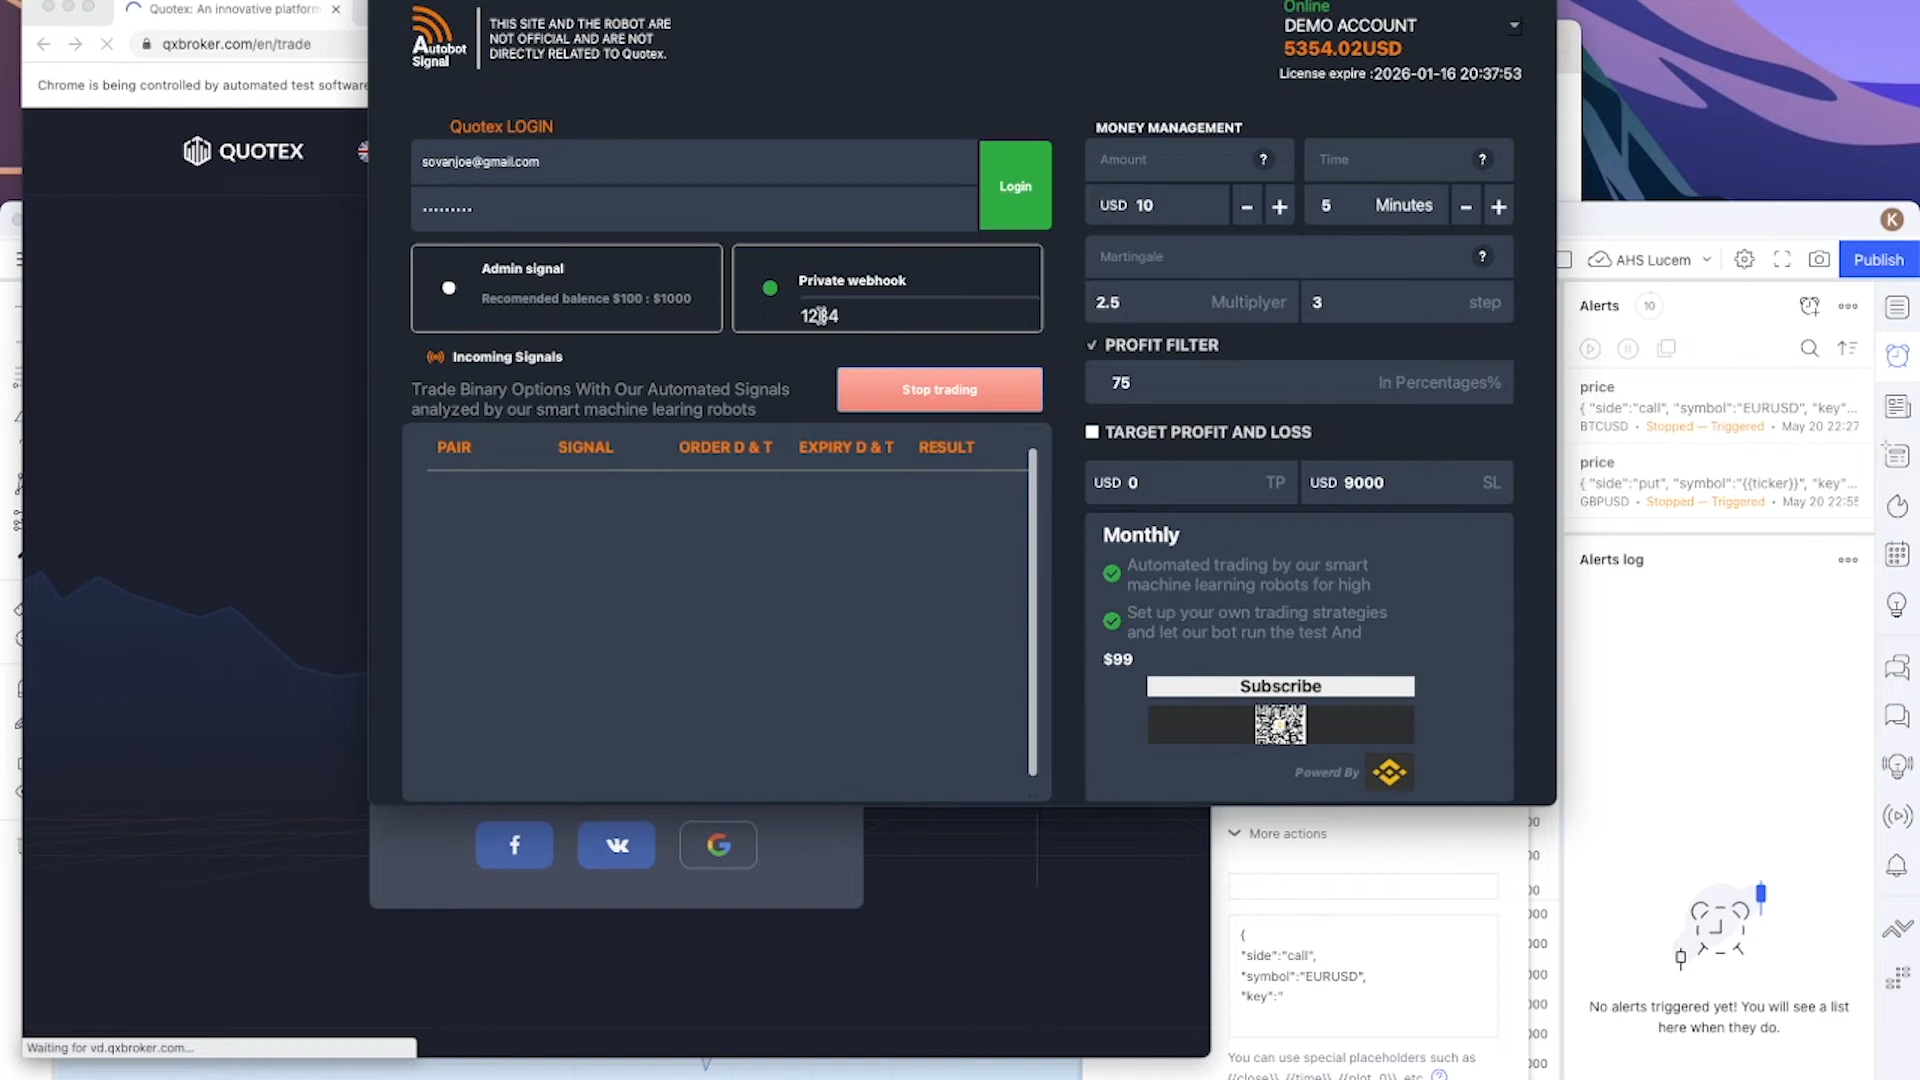 Quotex: An innovative platform
qxbroker.com/en/trade
Chrome is being controlled by automated test software
QUOTEX
Autobot
Signal
THIS SITE AND THE ROBOT ARE
NOT OFFICIAL AND ARE NOT
DIRECTLY RELATED TO Quotex.
Online
DEMO ACCOUNT
5354.02USD
License expire :2026-01-16 20:37:53
Quotex LOGIN
sovanjoe@gmail.com
•••••••••
Login
Admin signal
Recomended balence $100 : $1000
Private webhook
Incoming Signals
Trade Binary Options With Our Automated Signals
analyzed by our smart machine learing robots
Stop trading
PAIR SIGNAL ORDER D & T EXPIRY D & T RESULT
MONEY MANAGEMENT
Amount ? Time ?
USD 10 - + 5 Minutes - +
Martingale ?
2.5 Multiplyer 3 step
PROFIT FILTER
75 In Percentages%
TARGET PROFIT AND LOSS
USD 0 TP USD 9000 SL
Monthly
Automated trading by our smart
machine learning robots for high
Set up your own trading strategies
and let our bot run the test And
$99
Subscribe
Powerd By
f G
More actions
{
"side":"call",
"symbol":"EURUSD",
"key":"
You can use special placeholders such as
{{close}}, {{time}}, {{plot_0}}, etc.
K
AHS Lucem
Publish
Alerts 10
price
{ "side":"call", "symbol":"EURUSD", "key"...
BTCUSD • Stopped — Triggered • May 20 22:27
price
{ "side":"put", "symbol":"{{ticker}}", "key"...
GBPUSD • Stopped — Triggered • May 20 22:55
Alerts log
No alerts triggered yet! You will see a list
here when they do.
Waiting for vd.qxbroker.com...